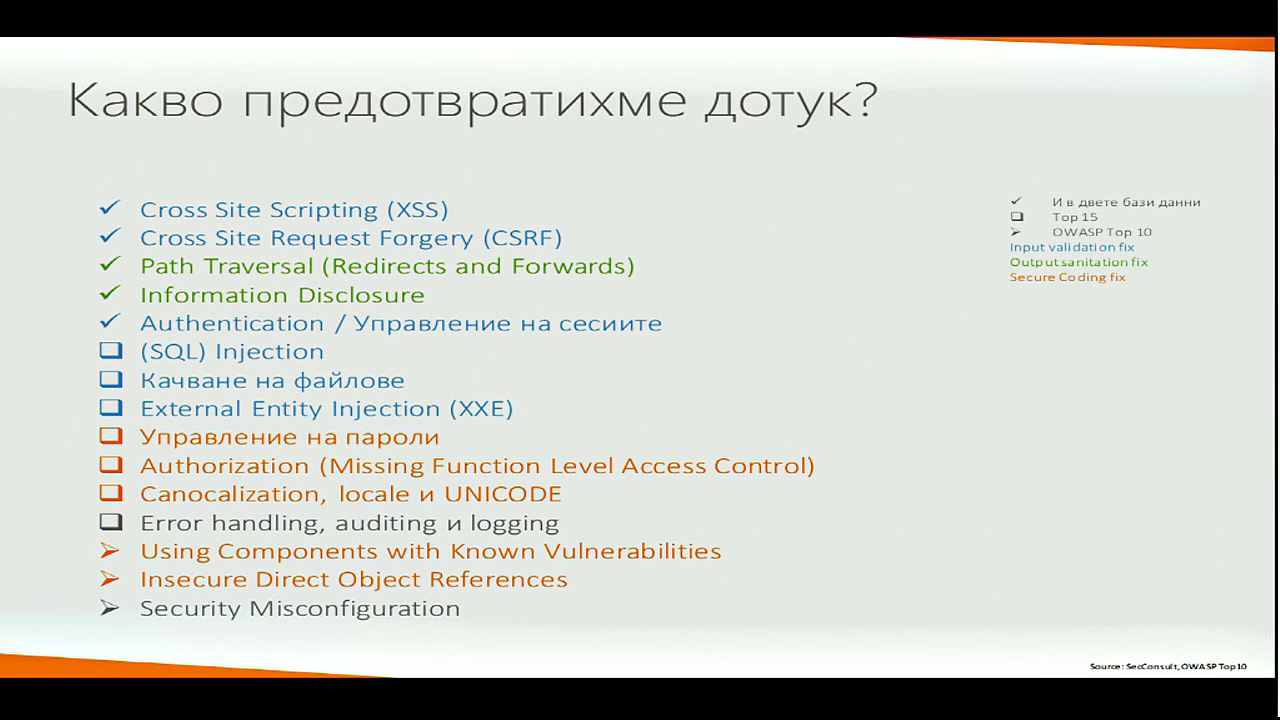 Какво предотвратихме дотук?
✓ Cross Site Scripting (XSS)
✓ Cross Site Request Forgery (CSRF)
✓ Path Traversal (Redirects and Forwards)
✓ Information Disclosure
✓ Authentication / Управление на сесиите
❑ (SQL) Injection
❑ Качване на файлове
❑ External Entity Injection (XXE)
❑ Управление на пароли
❑ Authorization (Missing Function Level Access Control)
❑ Canocalization, locale и UNICODE
❑ Error handling, auditing и logging
➢ Using Components with Known Vulnerabilities
➢ Insecure Direct Object References
➢ Security Misconfiguration
✓ И в двете бази данни
❑ Top 15
➢ OWASP Top 10
Input validation fix
Output sanitation fix
Secure Coding fix
Source: SecConsult, OWASP Top10